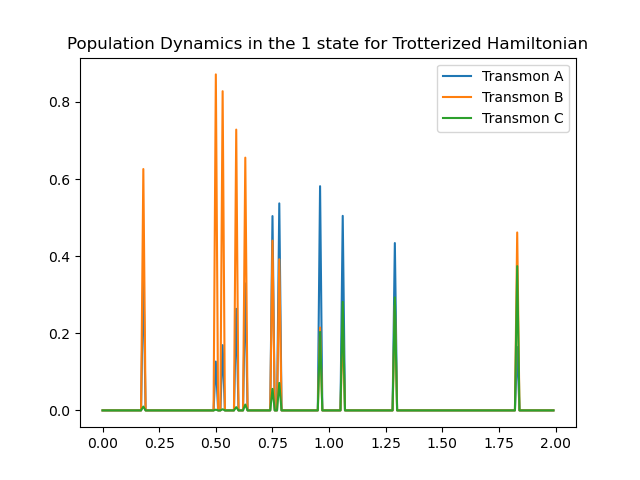 Population Dynamics in the 1 state for Trotterized Hamiltonian
Transmon A
Transmon B
Transmon C
0.8
0.6
0.4
0.2
0.0
0.00 0.25 0.50 0.75 1.00 1.25 1.50 1.75 2.00